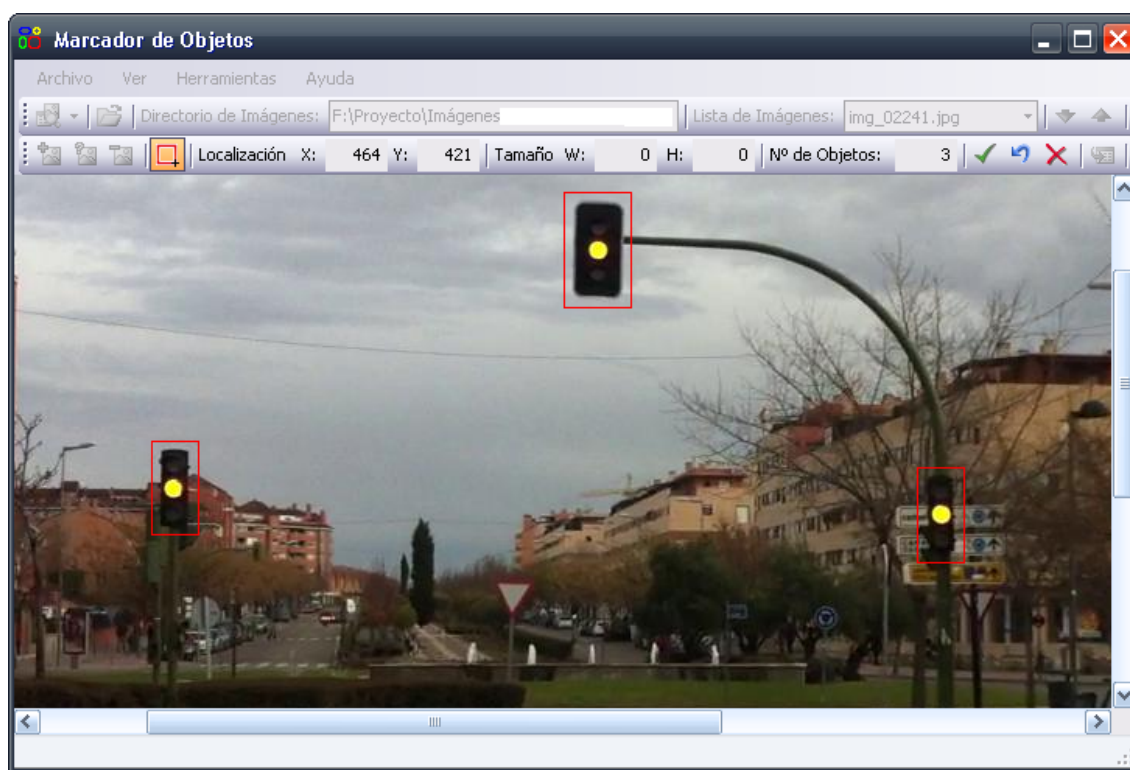 Marcador de Objetos
Archivo Ver Herramientas Ayuda
Directorio de Imágenes: F:\Proyecto\Imágenes Lista de Imágenes: img_02241.jpg
Localización X: 464 Y: 421 Tamaño W: 0 H: 0 Nº de Objetos: 3